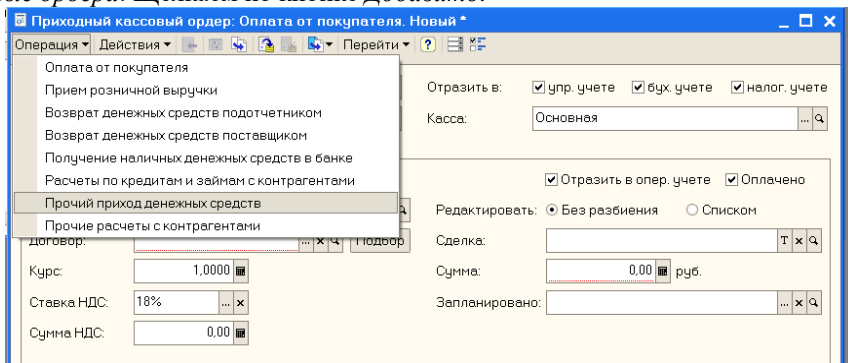 Приходный кассовый ордер: Оплата от покупателя. Новый *
Операция Действия Перейти
Оплата от покупателя
Прием розничной выручки
Возврат денежных средств подотчетником
Возврат денежных средств поставщиком
Получение наличных денежных средств в банке
Расчеты по кредитам и займам с контрагентами
Прочий приход денежных средств
Прочие расчеты с контрагентами
Отразить в: упр. учете бух. учете налог. учете
Касса: Основная
Отразить в опер. учете Оплачено
Редактировать: Без разбиения Списком
Договор: Подбор Сделка: T
Курс: 1,0000 Сумма: 0,00 руб.
Ставка НДС: 18% Запланировано:
Сумма НДС: 0,00